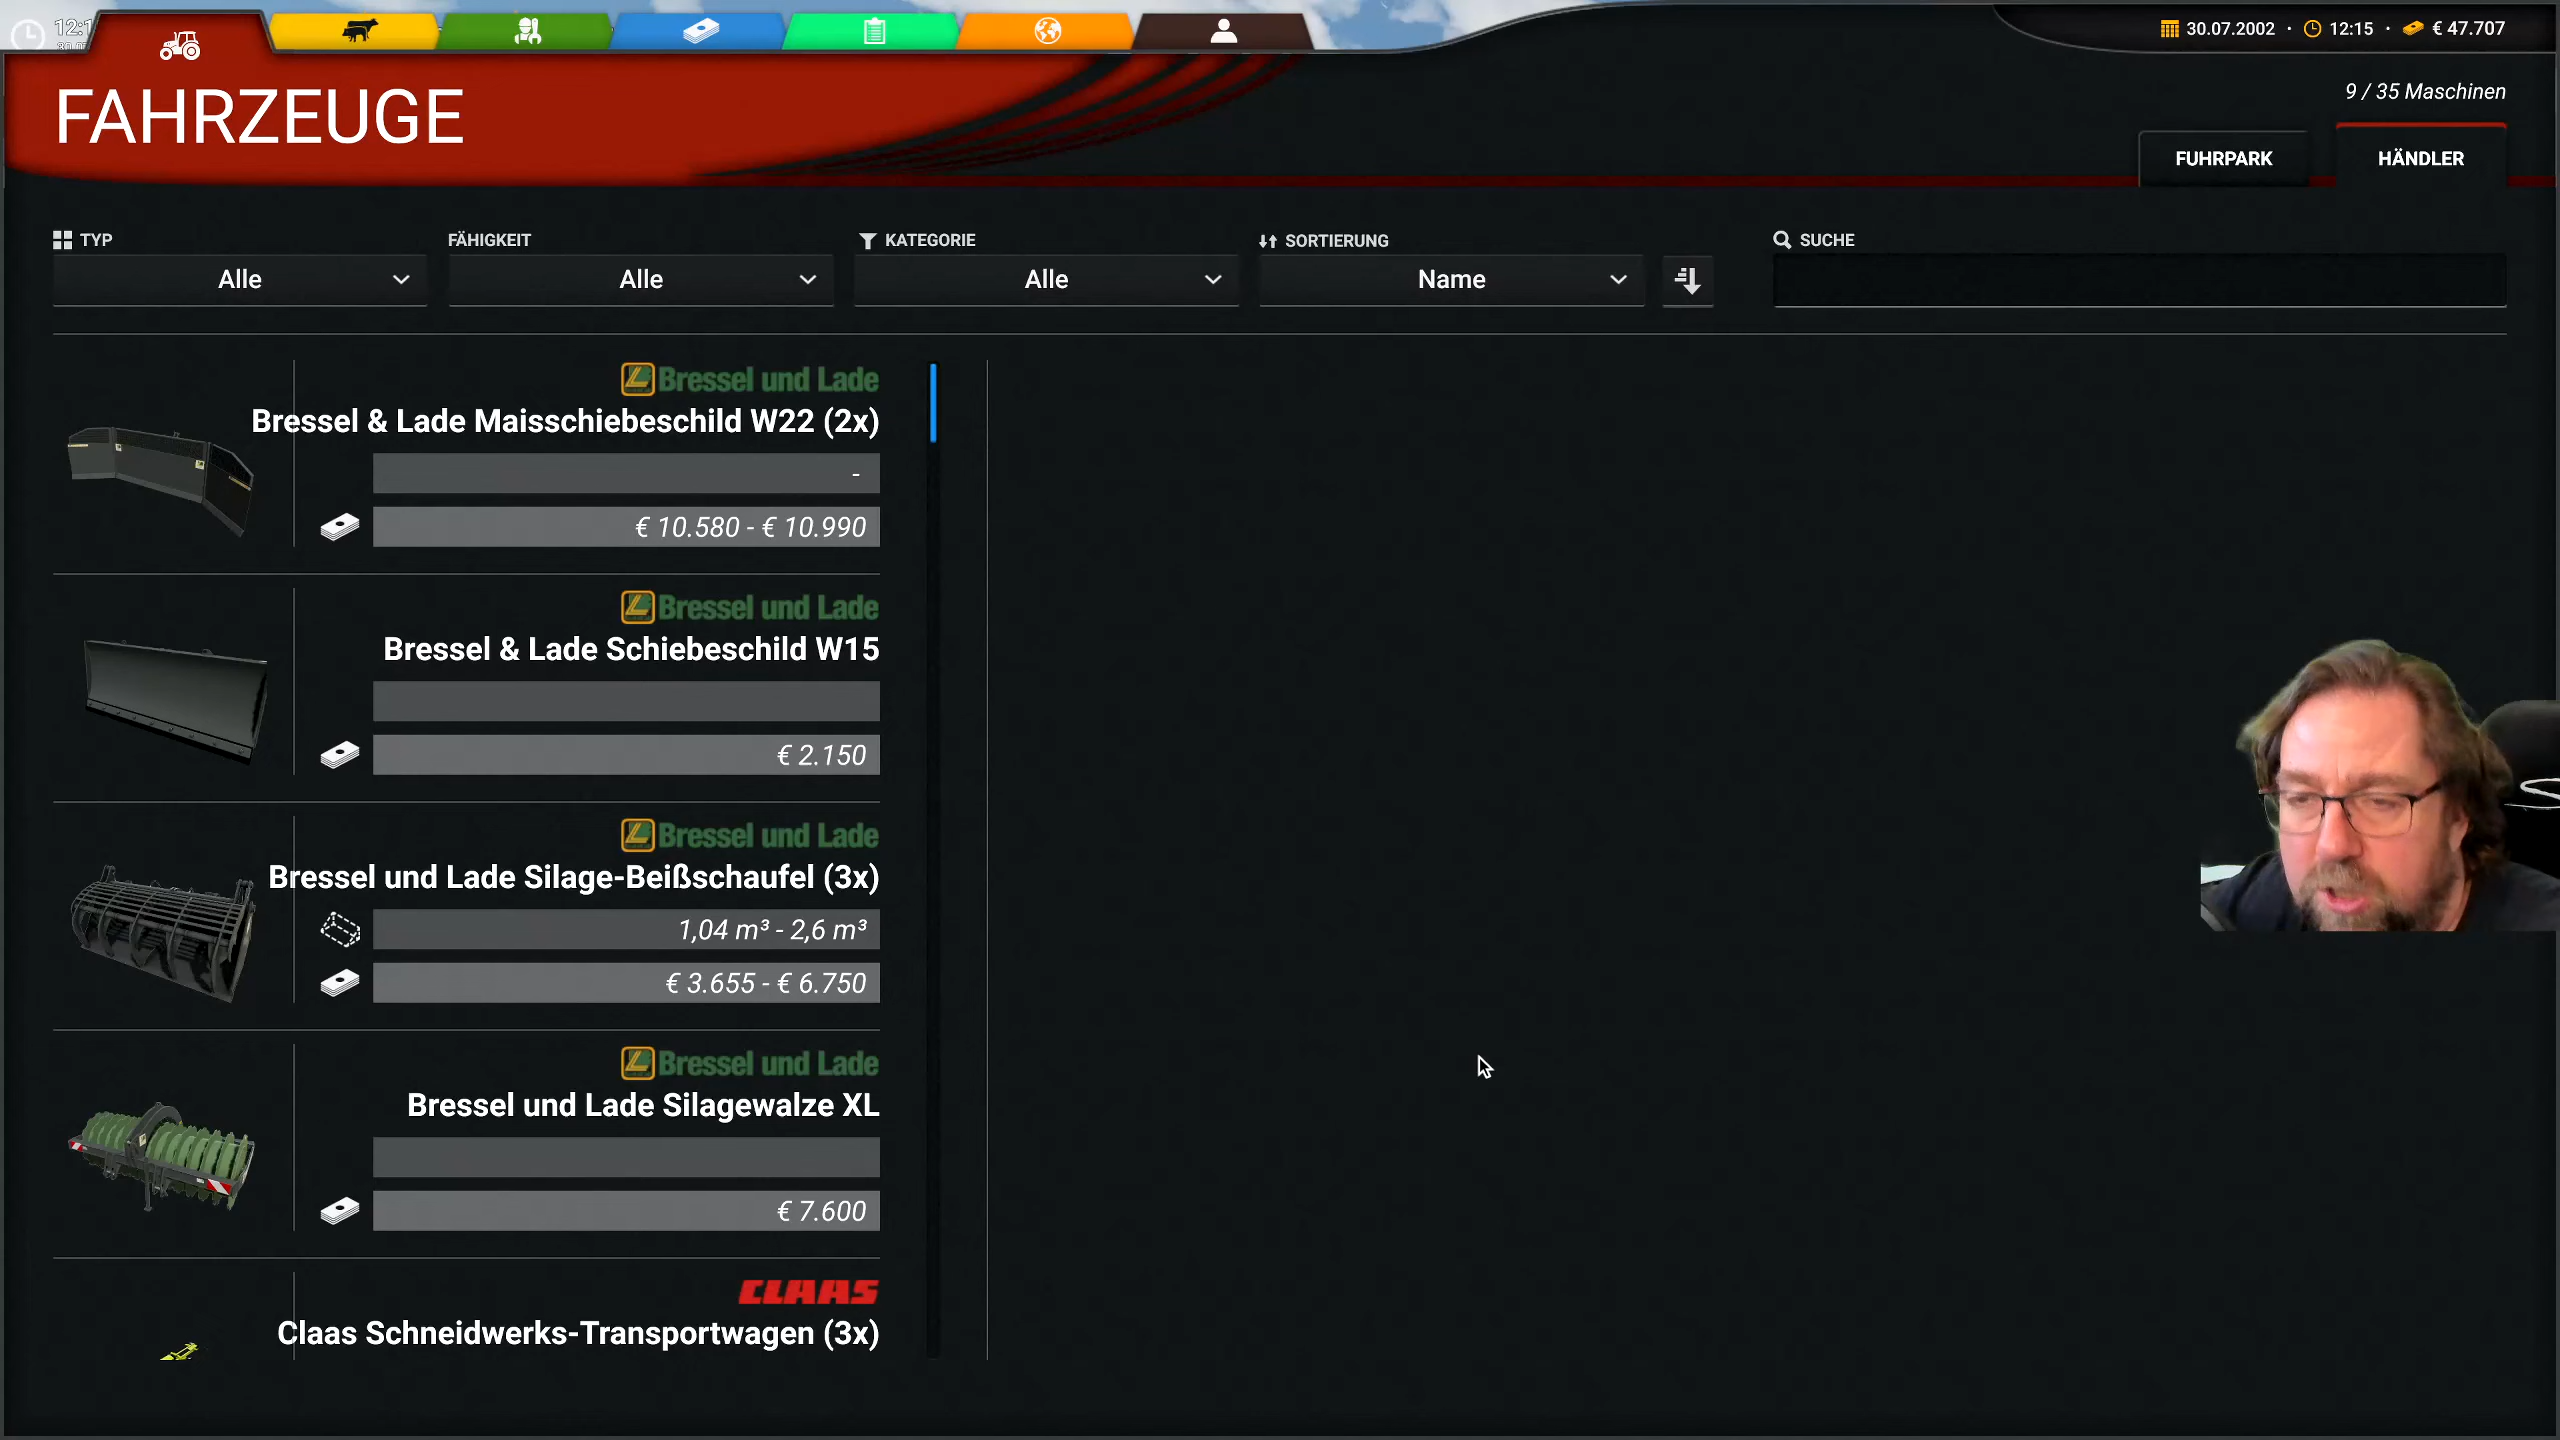 12:1
30.07.2002 · 12:15 · € 47.707
FAHRZEUGE
9 / 35 Maschinen
FUHRPARK
HÄNDLER
TYP
FÄHIGKEIT
KATEGORIE
SORTIERUNG
SUCHE
Alle
Alle
Alle
Name
Bressel und Lade
Bressel & Lade Maisschiebeschild W22 (2x)
-
€ 10.580 - € 10.990
Bressel und Lade
Bressel & Lade Schiebeschild W15
€ 2.150
Bressel und Lade
Bressel und Lade Silage-Beißschaufel (3x)
1,04 m³ - 2,6 m³
€ 3.655 - € 6.750
Bressel und Lade
Bressel und Lade Silagewalze XL
€ 7.600
CLAAS
Claas Schneidwerks-Transportwagen (3x)